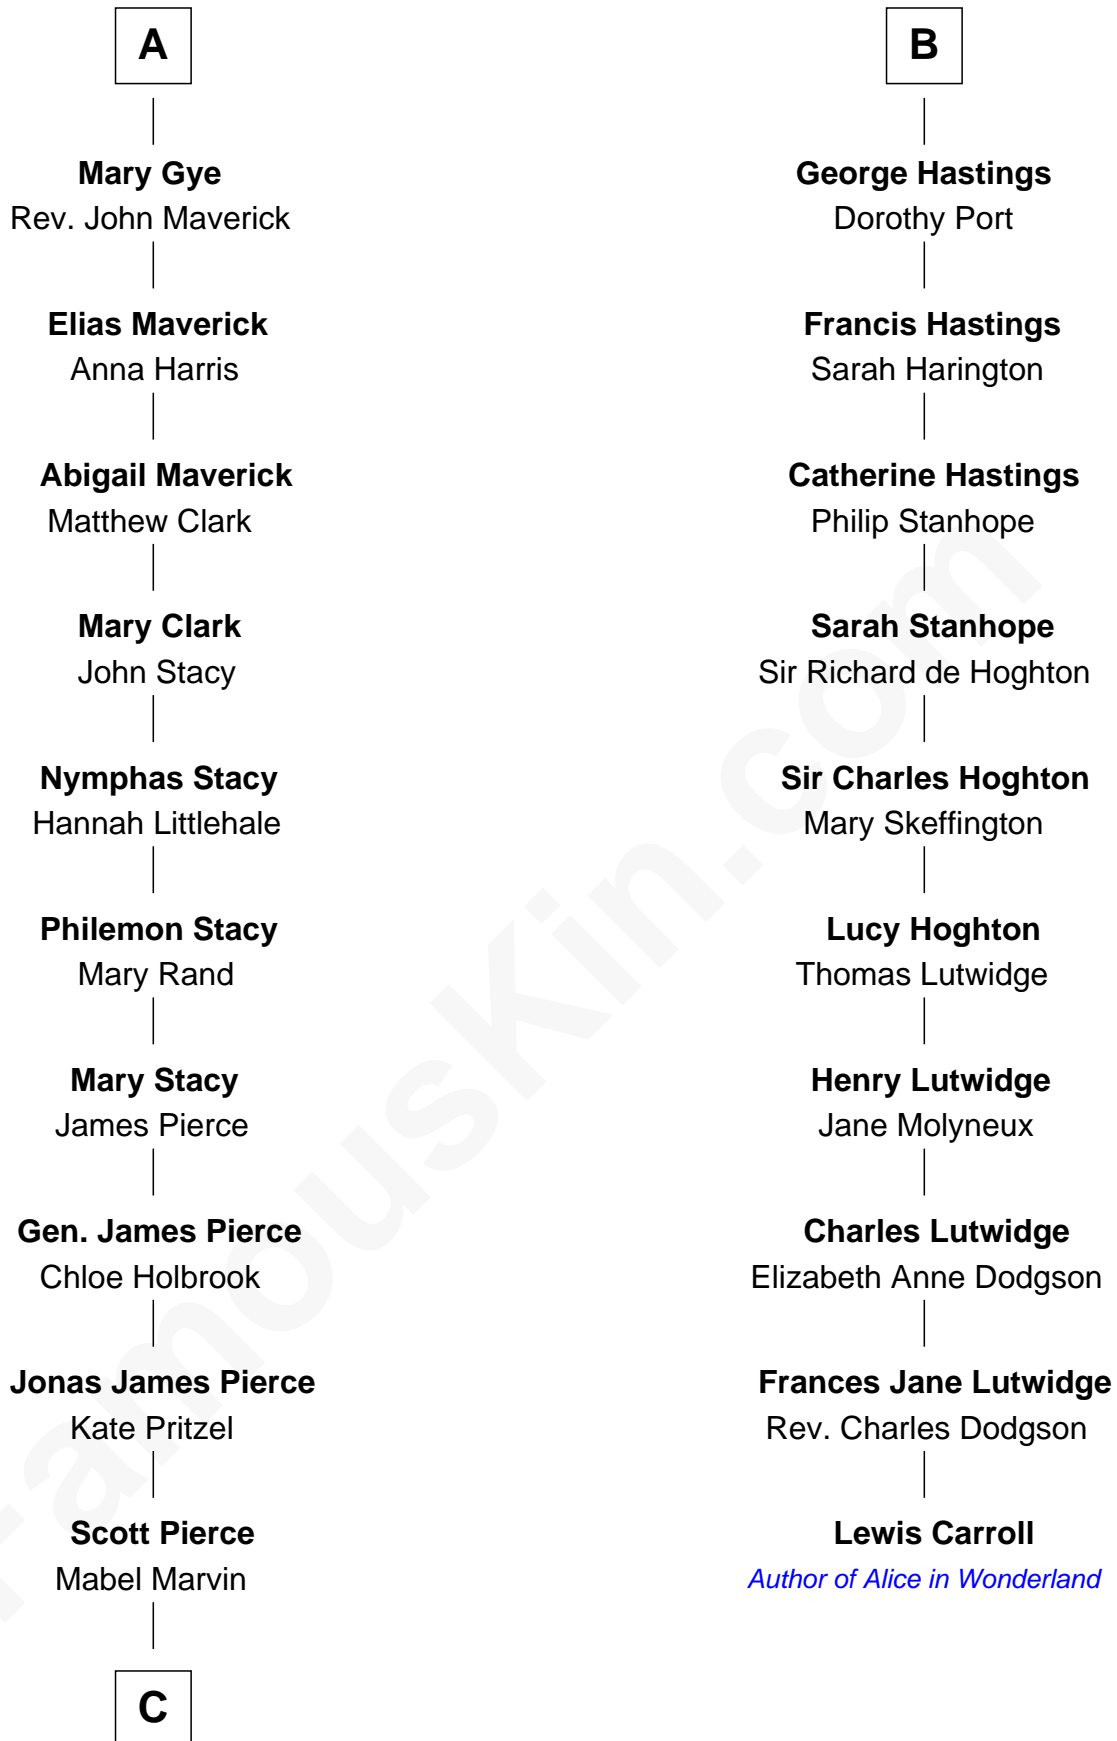 A
Mary Gye
Rev. John Maverick
Elias Maverick
Anna Harris
Abigail Maverick
Matthew Clark
Mary Clark
John Stacy
Nymphas Stacy
Hannah Littlehale
Philemon Stacy
Mary Rand
Mary Stacy
James Pierce
Gen. James Pierce
Chloe Holbrook
Jonas James Pierce
Kate Pritzel
Scott Pierce
Mabel Marvin
C
B
George Hastings
Dorothy Port
Francis Hastings
Sarah Harington
Catherine Hastings
Philip Stanhope
Sarah Stanhope
Sir Richard de Hoghton
Sir Charles Hoghton
Mary Skeffington
Lucy Hoghton
Thomas Lutwidge
Henry Lutwidge
Jane Molyneux
Charles Lutwidge
Elizabeth Anne Dodgson
Frances Jane Lutwidge
Rev. Charles Dodgson
Lewis Carroll
Author of Alice in Wonderland
FamousKin.com